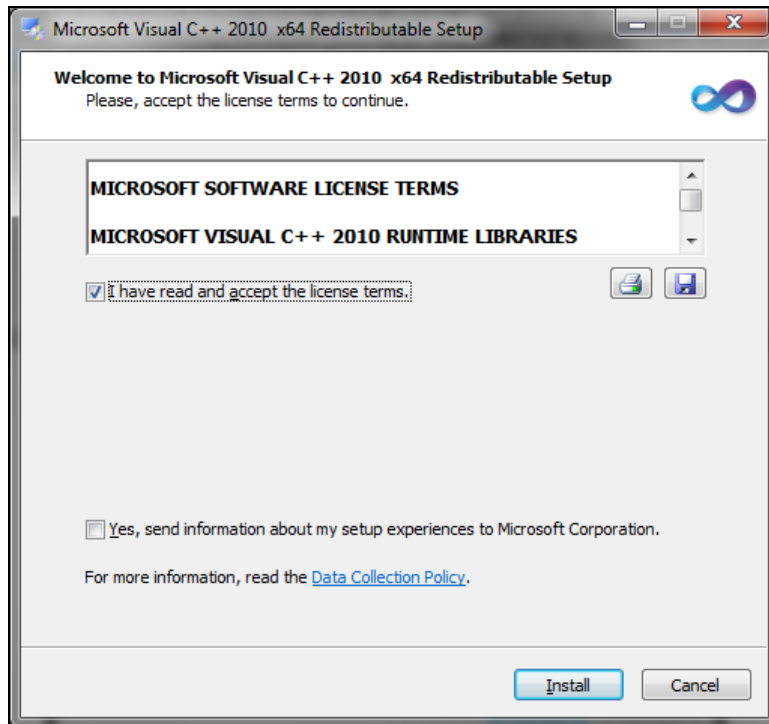 Microsoft Visual C++ 2010  x64 Redistributable Setup
Welcome to Microsoft Visual C++ 2010  x64 Redistributable Setup
Please, accept the license terms to continue.
MICROSOFT SOFTWARE LICENSE TERMS
MICROSOFT VISUAL C++ 2010 RUNTIME LIBRARIES
I have read and accept the license terms.
Yes, send information about my setup experiences to Microsoft Corporation.
For more information, read the Data Collection Policy.
Install
Cancel